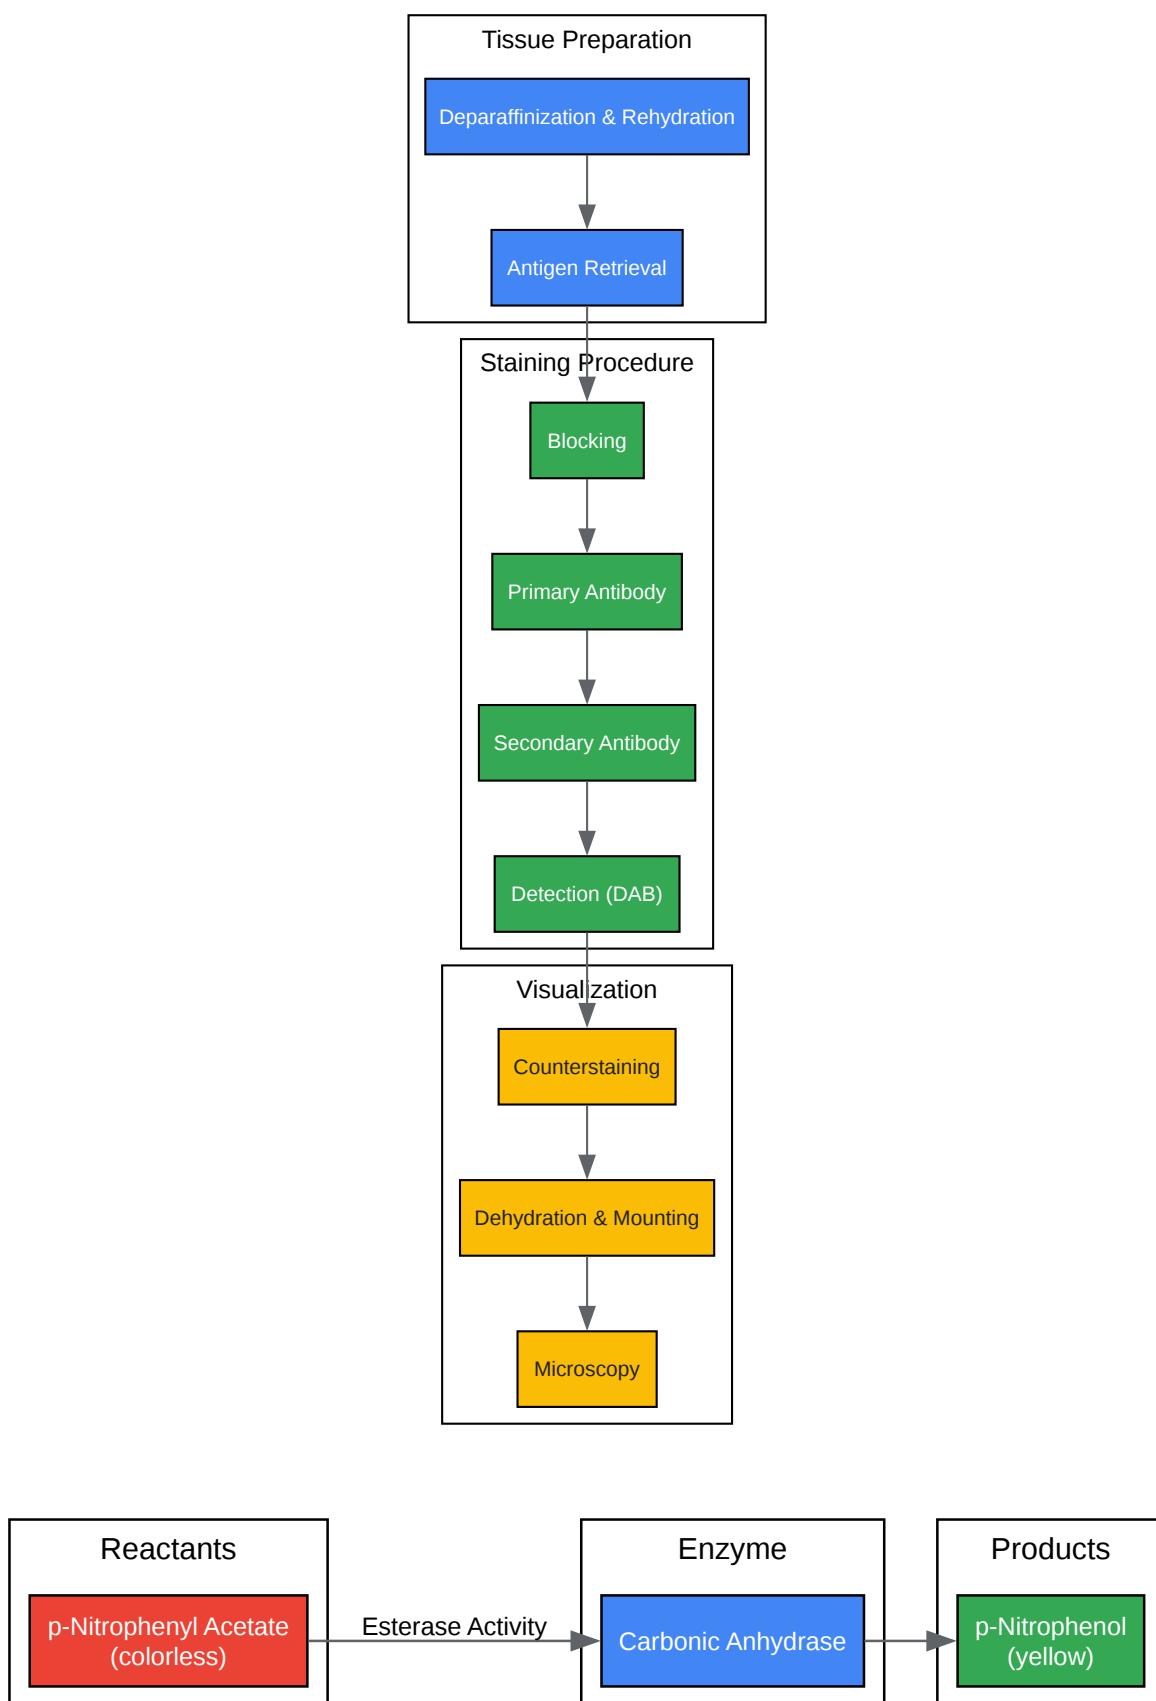 Tissue Preparation
Deparaffinization & Rehydration
Antigen Retrieval
Staining Procedure
Blocking
Primary Antibody
Secondary Antibody
Detection (DAB)
Visualization
Counterstaining
Dehydration & Mounting
Microscopy
Reactants
p-Nitrophenyl Acetate
(colorless)
Esterase Activity
Enzyme
Carbonic Anhydrase
Products
p-Nitrophenol
(yellow)